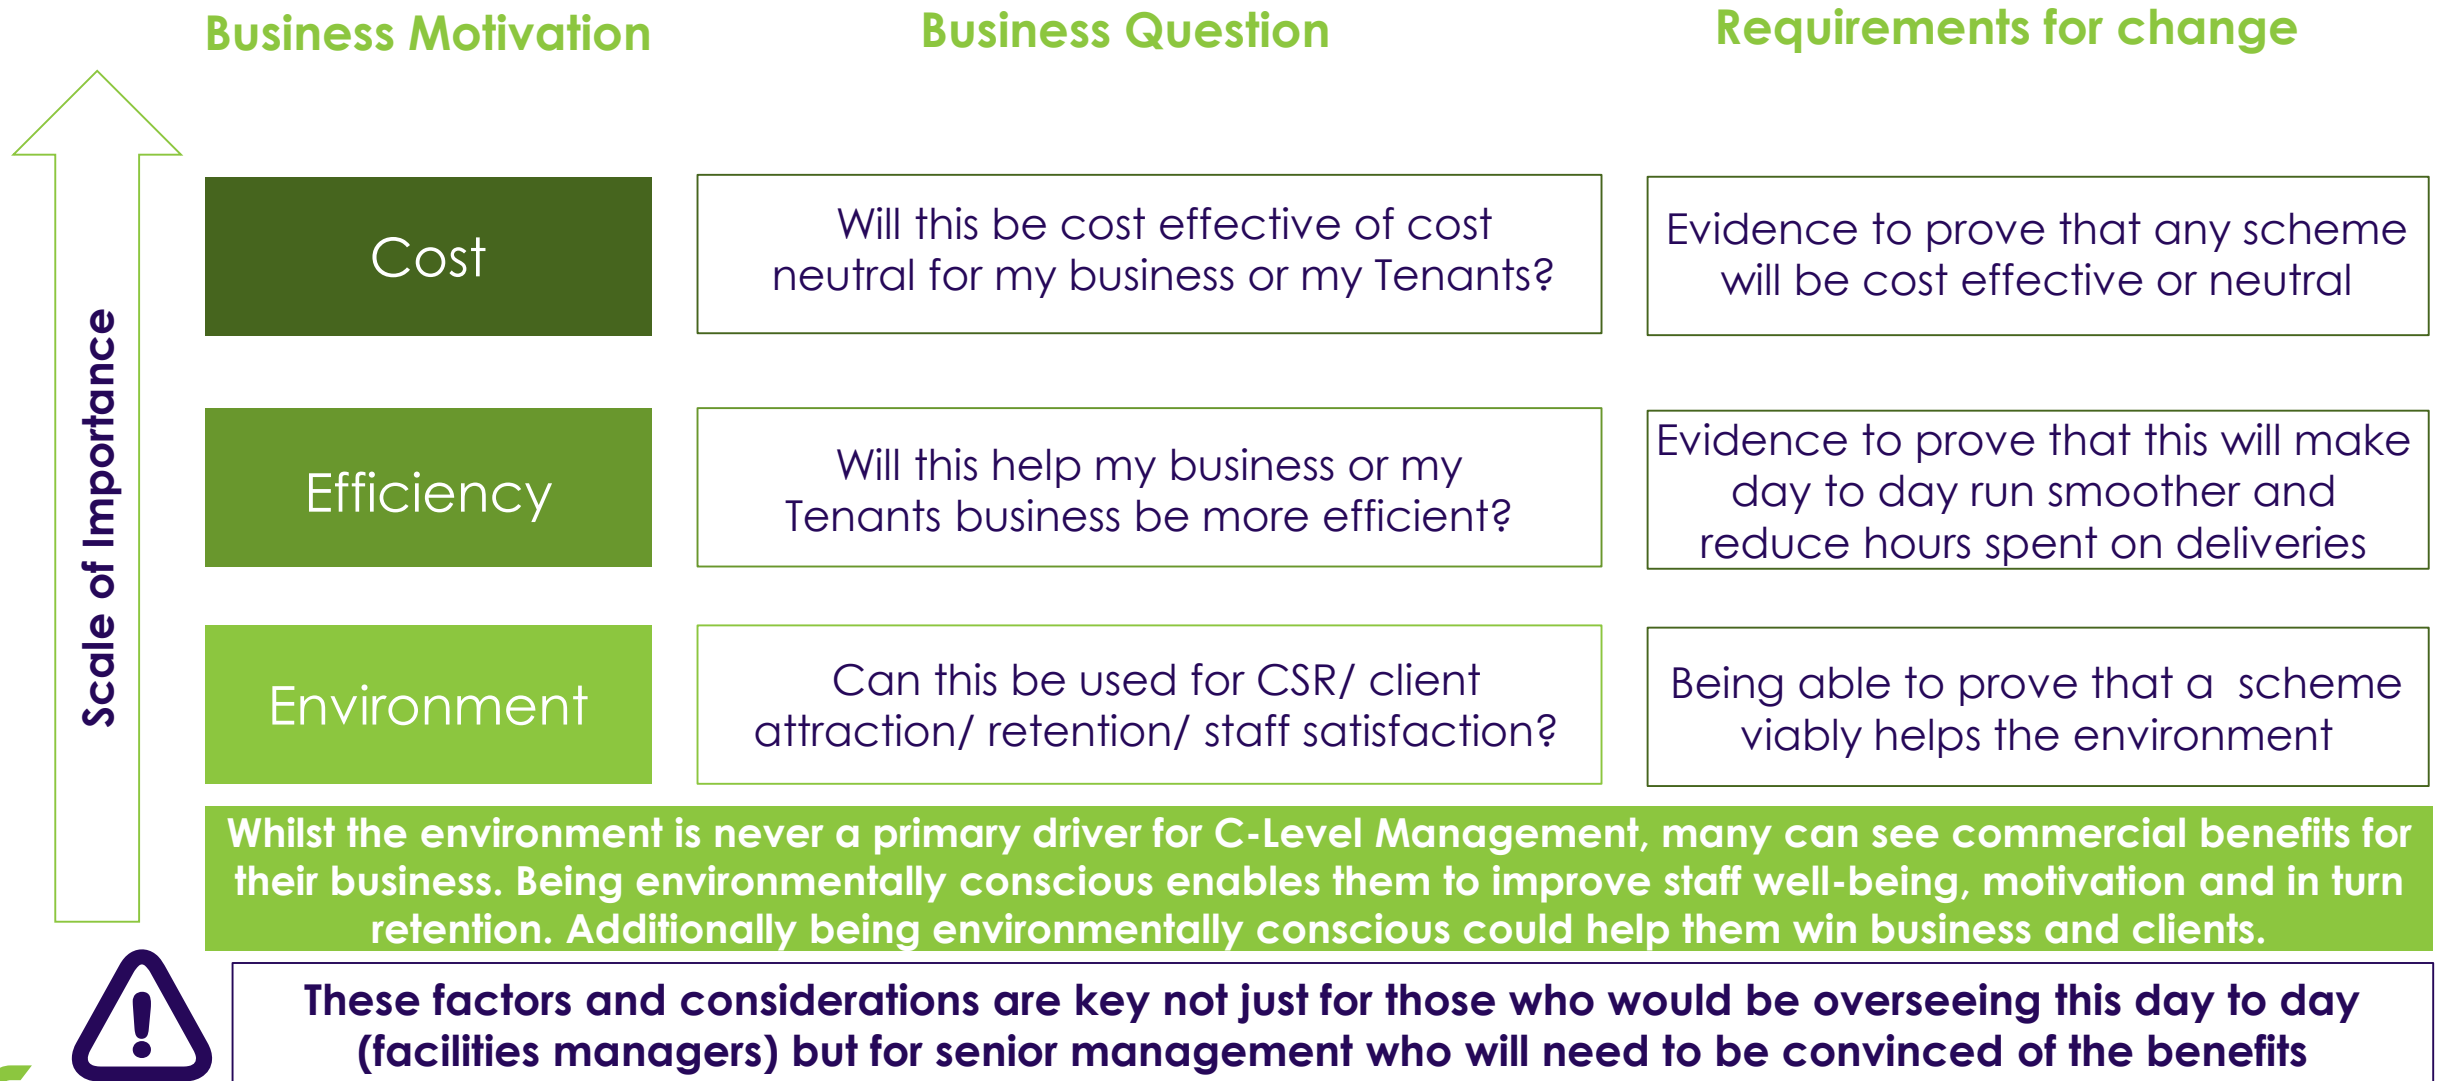 Business Motivation
Business Question
Requirements for change
Scale of Importance
Cost
Will this be cost effective of cost
neutral for my business or my Tenants?
Evidence to prove that any scheme
will be cost effective or neutral
Efficiency
Will this help my business or my
Tenants business be more efficient?
Evidence to prove that this will make
day to day run smoother and
reduce hours spent on deliveries
Environment
Can this be used for CSR/ client
attraction/ retention/ staff satisfaction?
Being able to prove that a  scheme
viably helps the environment
Whilst the environment is never a primary driver for C-Level Management, many can see commercial benefits for
their business. Being environmentally conscious enables them to improve staff well-being, motivation and in turn
retention. Additionally being environmentally conscious could help them win business and clients.
These factors and considerations are key not just for those who would be overseeing this day to day
(facilities managers) but for senior management who will need to be convinced of the benefits